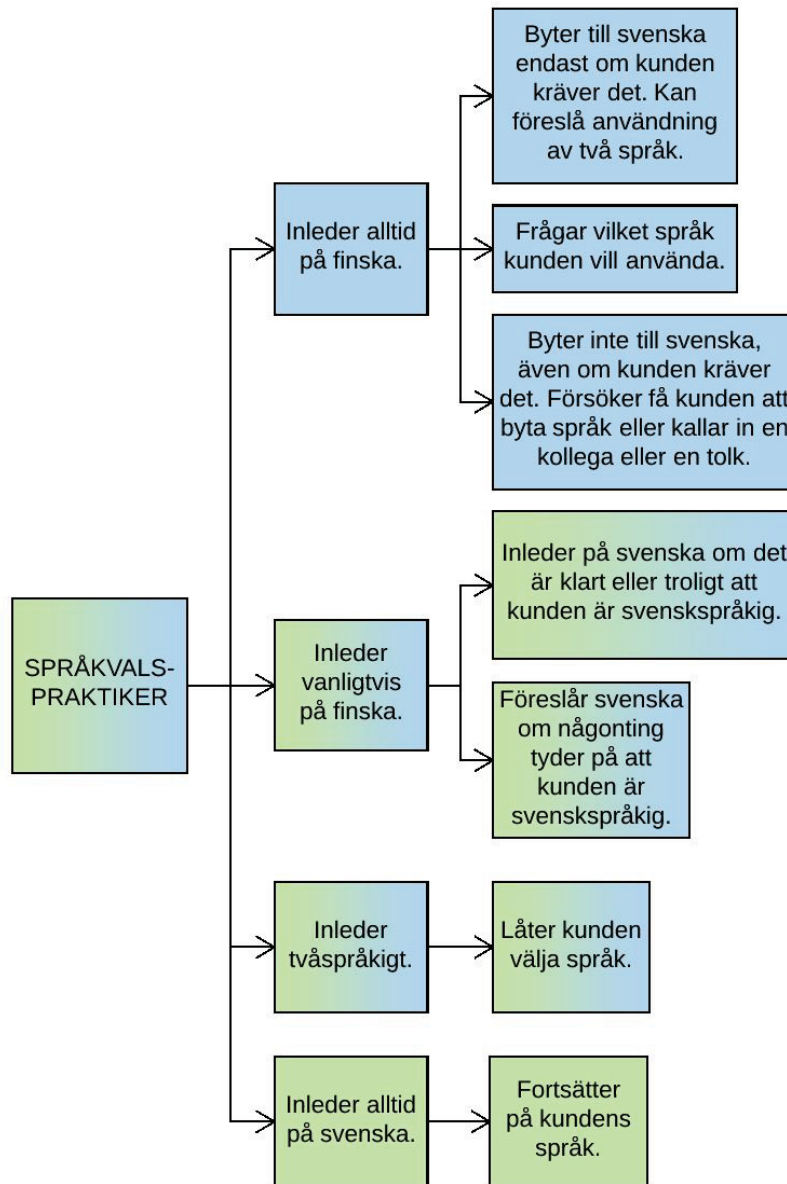 Byter till svenska
endast om kunden
kräver det. Kan
föreslå användning
av två språk.
Inleder alltid
på finska.
Frågar vilket språk
kunden vill använda.
Byter inte till svenska,
även om kunden kräver
det. Försöker få kunden att
byta språk eller kallar in en
kollega eller en tolk.
SPRÅKVALS-
PRAKTIKER
Inleder
vanligtvis
på finska.
Inleder på svenska om det
är klart eller troligt att
kunden är svenskspråkig.
Föreslår svenska
om någonting
tyder på att
kunden är
svenskspråkig.
Inleder
tvåspråkigt.
Låter kunden
välja språk.
Inleder alltid
på svenska.
Fortsätter
på kundens
språk.